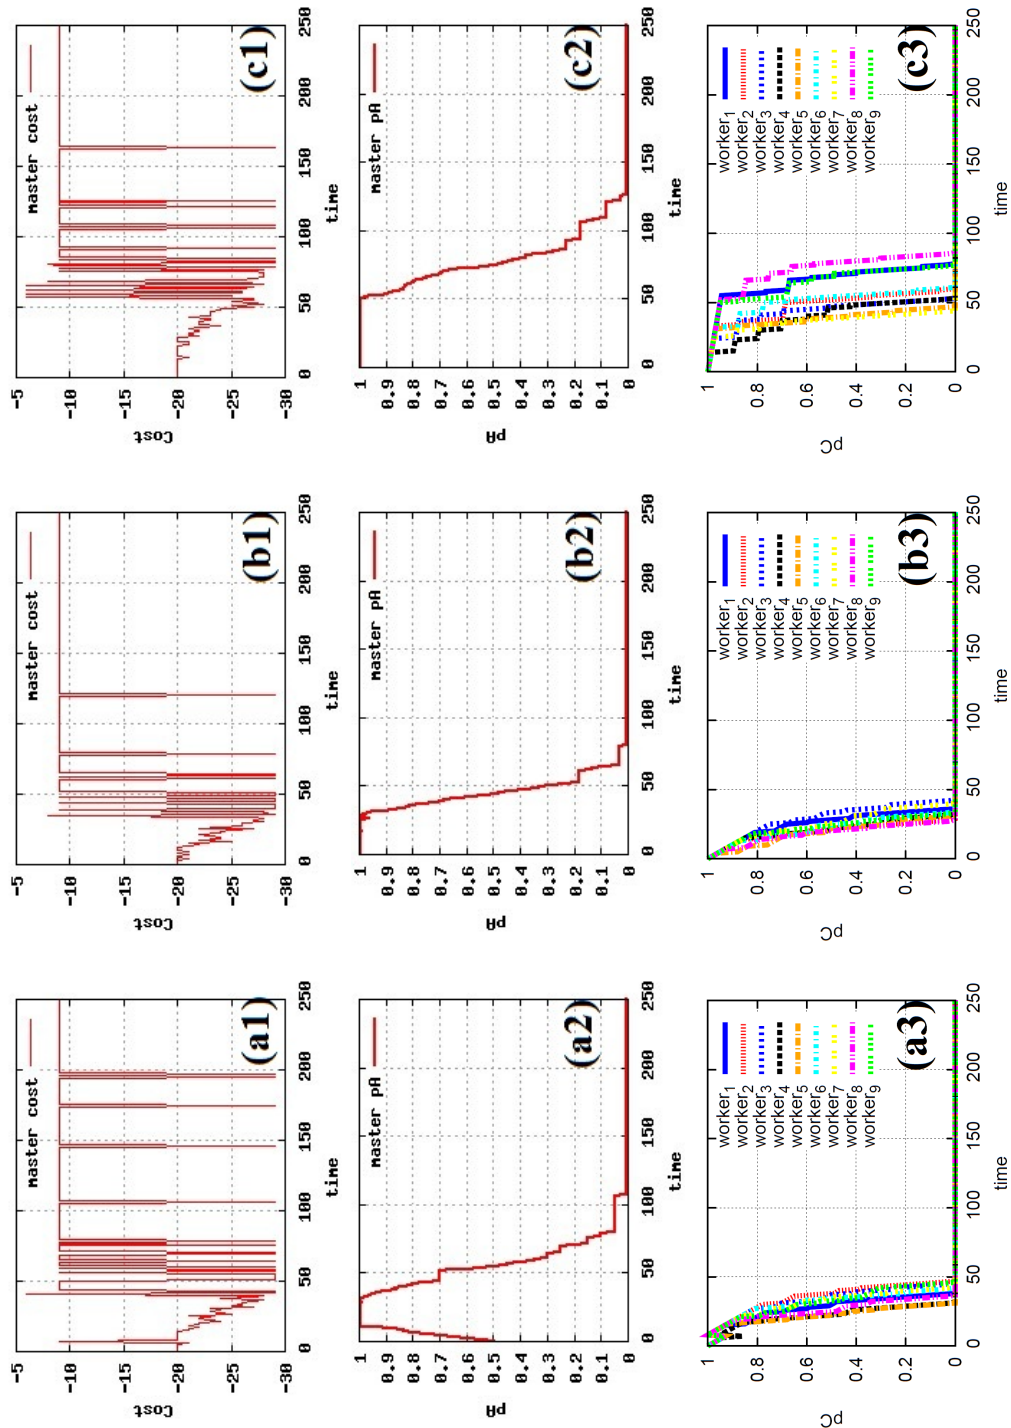 master cost
-5
-10
-15
-20
-25
-30
Cost
0 50 100 150 200 250
time
(a1)
master cost
-5
-10
-15
-20
-25
-30
Cost
0 50 100 150 200 250
time
(b1)
master cost
-5
-10
-15
-20
-25
-30
Cost
0 50 100 150 200 250
time
(c1)
master pA
1
0.9
0.8
0.7
0.6
0.5
0.4
0.3
0.2
0.1
0
pA
0 50 100 150 200 250
time
(a2)
master pA
1
0.9
0.8
0.7
0.6
0.5
0.4
0.3
0.2
0.1
0
pA
0 50 100 150 200 250
time
(b2)
master pA
1
0.9
0.8
0.7
0.6
0.5
0.4
0.3
0.2
0.1
0
pA
0 50 100 150 200 250
time
(c2)
1
0.8
0.6
0.4
0.2
0
pC
worker1
worker2
worker3
worker4
worker5
worker6
worker7
worker8
worker9
(a3)
0 50 100 150 200 250
time
1
0.8
0.6
0.4
0.2
0
pC
worker1
worker2
worker3
worker4
worker5
worker6
worker7
worker8
worker9
(b3)
0 50 100 150 200 250
time
1
0.8
0.6
0.4
0.2
0
pC
worker1
worker2
worker3
worker4
worker5
worker6
worker7
worker8
worker9
(c3)
0 50 100 150 200 250
time